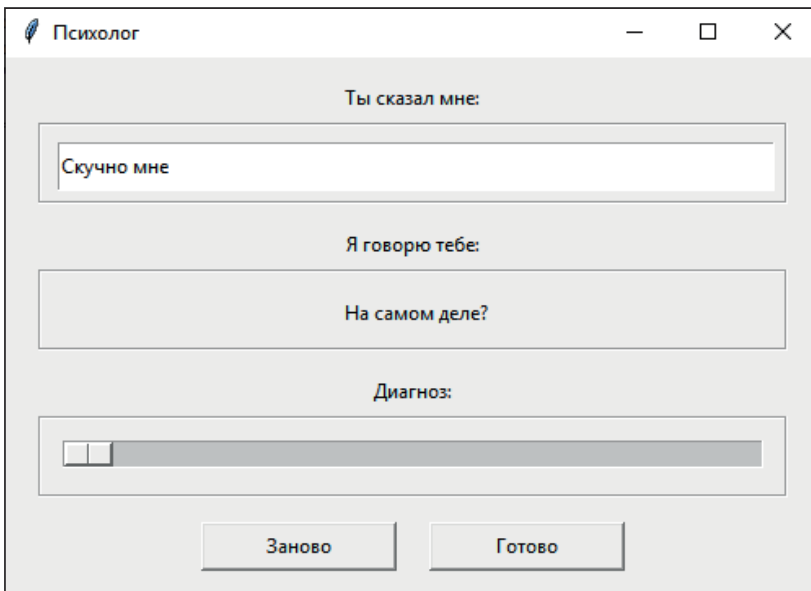 Психолог
Ты сказал мне:
Скучно мне
Я говорю тебе:
На самом деле?
Диагноз:
Заново Готово